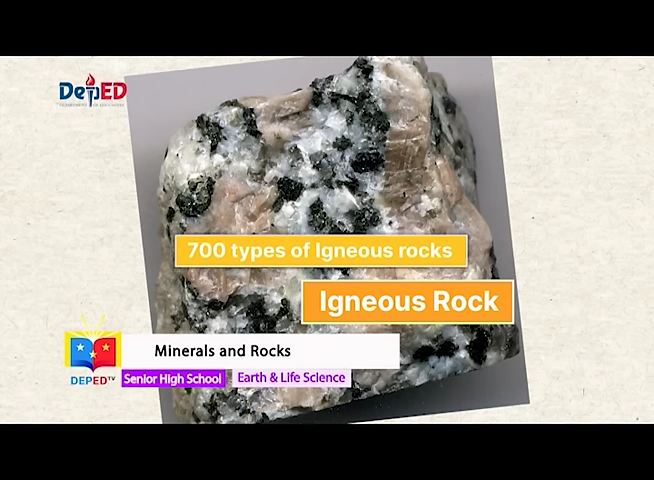 DepED
700 types of Igneous rocks
Igneous Rock
Minerals and Rocks
DEPED TV
Senior High School
Earth & Life Science